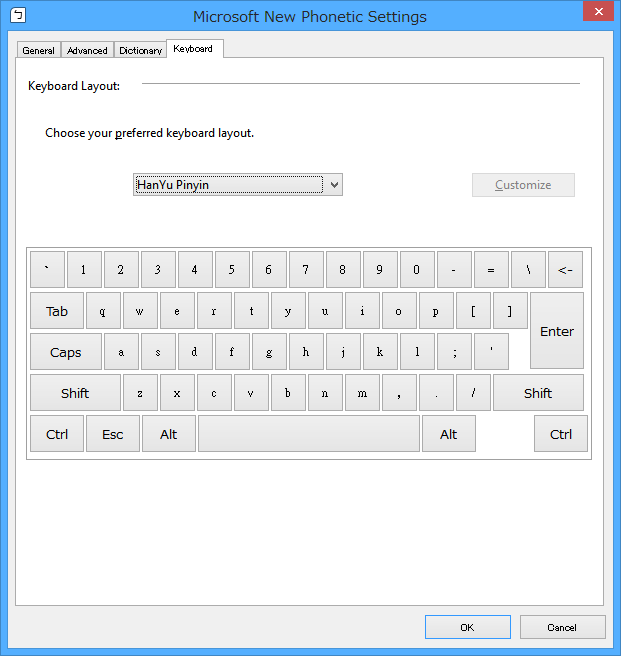 Microsoft New Phonetic Settings
General Advanced Dictionary Keyboard
Keyboard Layout:
Choose your preferred keyboard layout.
HanYu Pinyin Customize
` 1 2 3 4 5 6 7 8 9 0 - = \ <-
Tab q w e r t y u i o p [ ] Enter
Caps a s d f g h j k l ; '
Shift z x c v b n m , . / Shift
Ctrl Esc Alt Alt Ctrl
OK Cancel